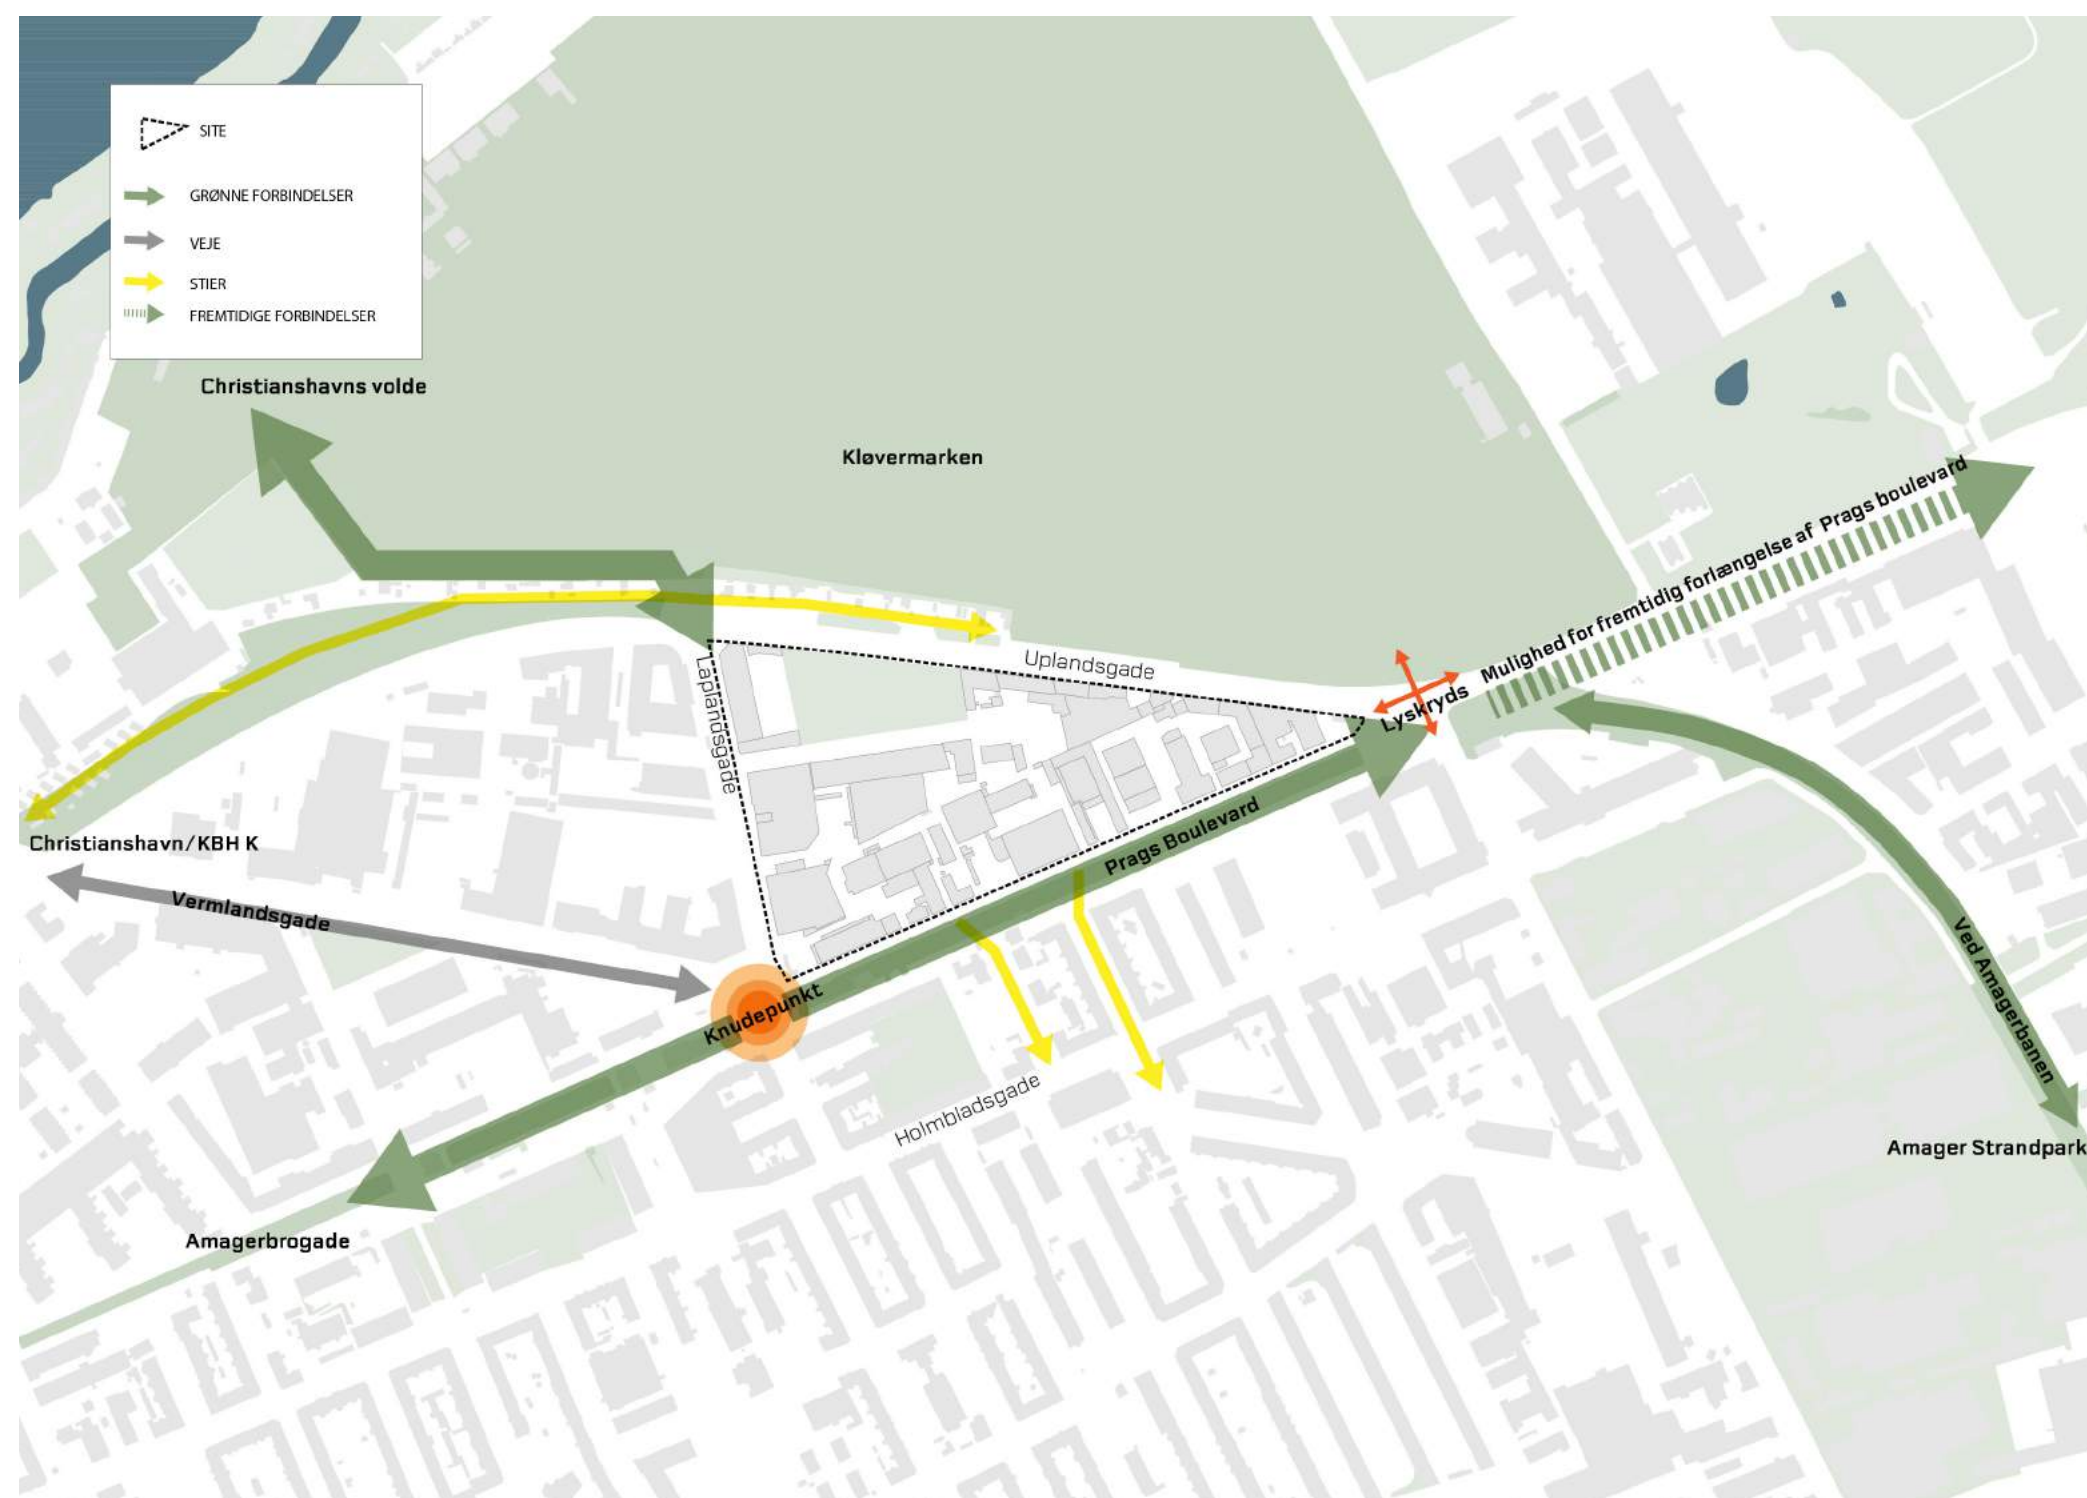 SITE
GRØNNE FORBINDELSER
VEJE
STIER
FREMTIDIGE FORBINDELSER
Christianshavns volde
Kløvermarken
Mulighed for fremtidig forlængelse af Prags boulevard
Uplandsgade
Lyskryds
Laplandsgade
Prags Boulevard
Christianshavn/KBH K
Vermlandsgade
Knudepunkt
Ved Amagerbanen
Holmbladsgade
Amager Strandpark
Amagerbrogade